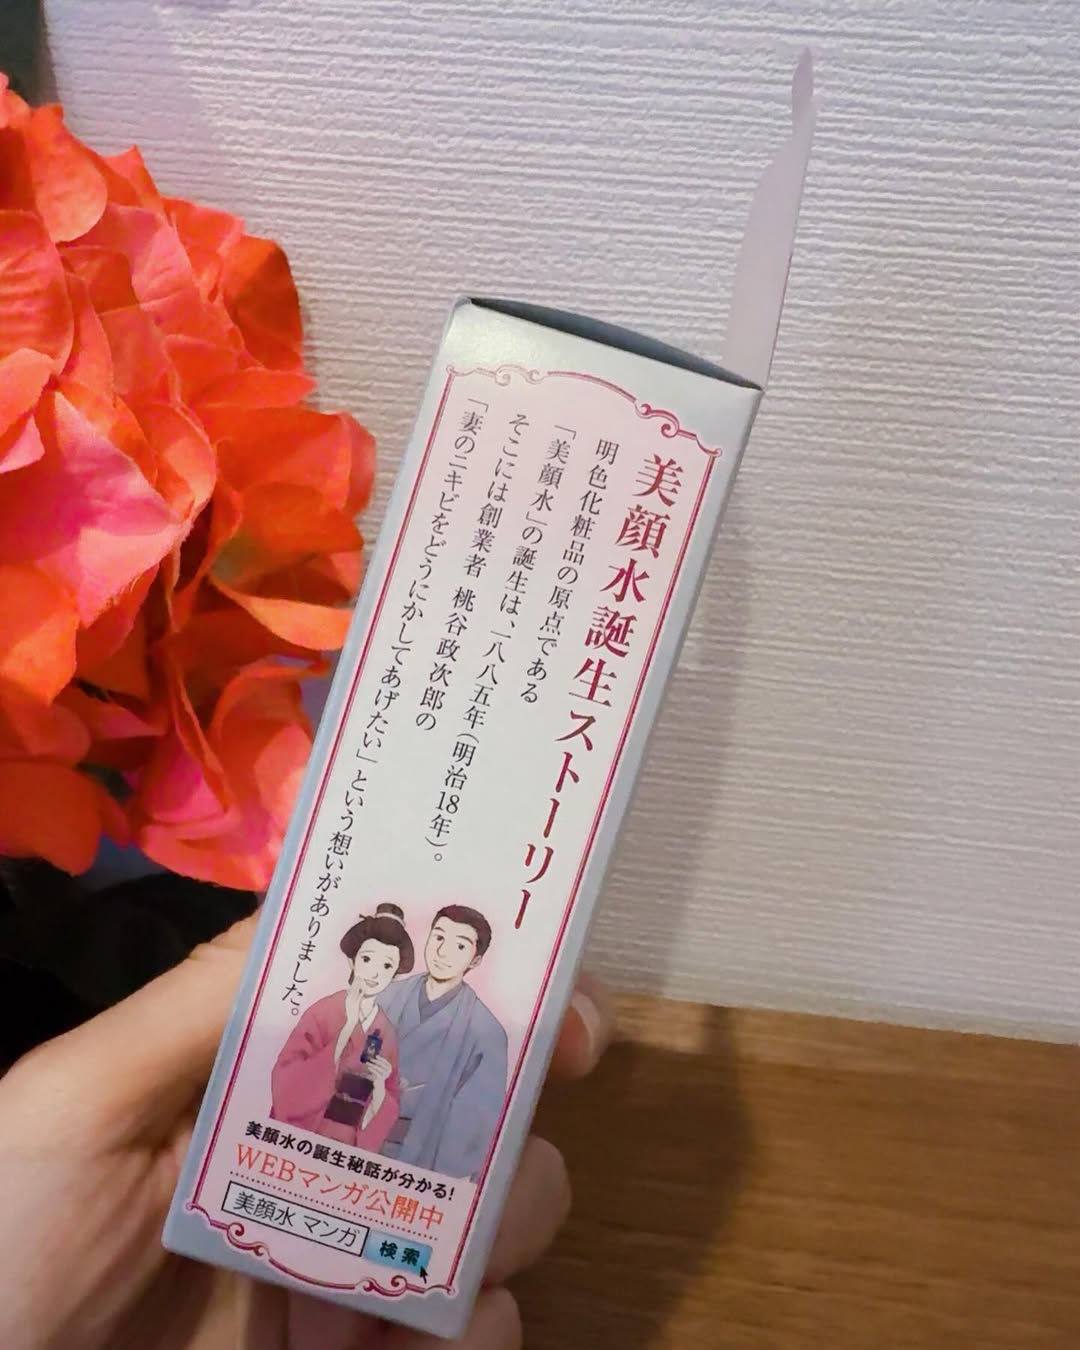 美顔水誕生ストーリー
明色化粧品の原点である
「美顔水」の誕生は、一八八五年(明治18年)。
そこには創業者 桃谷政次郎の
「妻のニキビをどうにかしてあげたい」という想いがありました。
美顔水の誕生秘話が分かる!
WEBマンガ公開中
美顔水 マンガ
検索